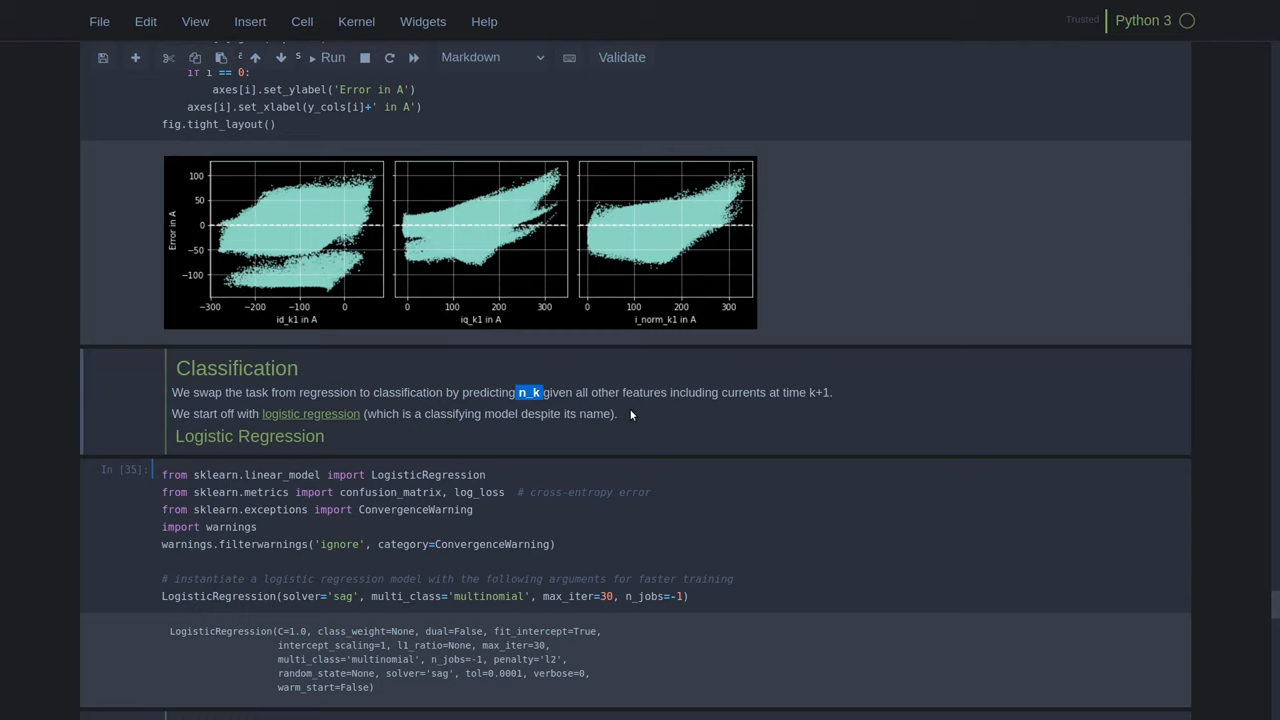 File Edit View Insert Cell Kernel Widgets Help Trusted Python 3
Run Markdown Validate
if i == 0:
axes[i].set_ylabel('Error in A')
axes[i].set_xlabel(y_cols[i]+' in A')
fig.tight_layout()
Error in A
100
50
0
−50
−100
−300 −200 −100 0
id_k1 in A
0 100 200 300
iq_k1 in A
0 100 200 300
i_norm_k1 in A
Classification
We swap the task from regression to classification by predicting n_k given all other features including currents at time k+1.
We start off with logistic regression (which is a classifying model despite its name).
Logistic Regression
In [35]:
from sklearn.linear_model import LogisticRegression
from sklearn.metrics import confusion_matrix, log_loss # cross-entropy error
from sklearn.exceptions import ConvergenceWarning
import warnings
warnings.filterwarnings('ignore', category=ConvergenceWarning)
# instantiate a logistic regression model with the following arguments for faster training
LogisticRegression(solver='sag', multi_class='multinomial', max_iter=30, n_jobs=-1)
LogisticRegression(C=1.0, class_weight=None, dual=False, fit_intercept=True,
intercept_scaling=1, l1_ratio=None, max_iter=30,
multi_class='multinomial', n_jobs=-1, penalty='l2',
random_state=None, solver='sag', tol=0.0001, verbose=0,
warm_start=False)